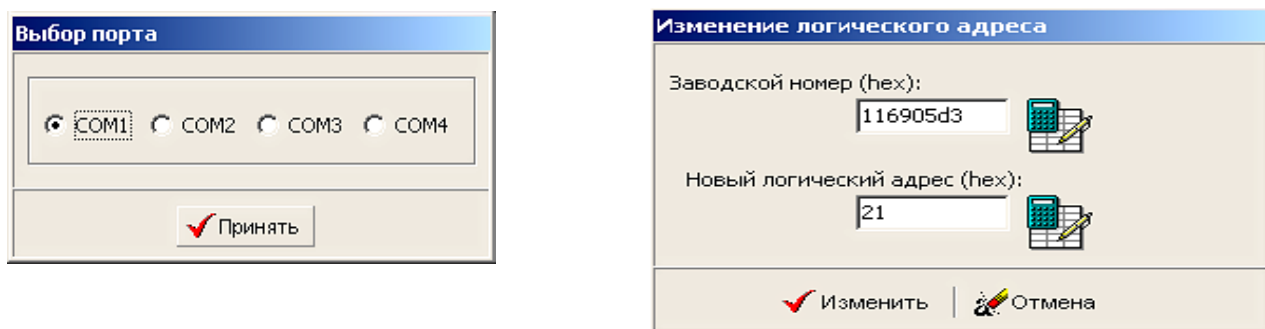 Выбор порта
COM1 COM2 COM3 COM4
Принять
Изменение логического адреса
Заводской номер (hex):
116905d3
Новый логический адрес (hex):
21
Изменить Отмена